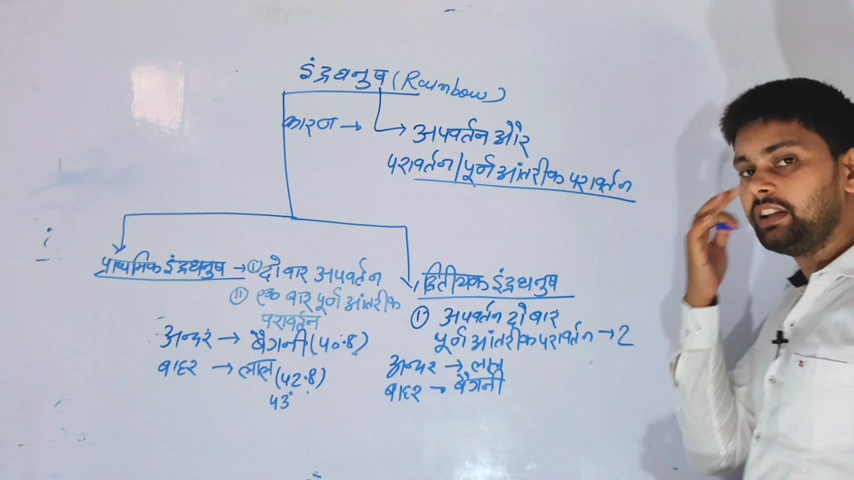 इंद्रधनुष (Rainbow)
कारण → → अपवर्तन और
परावर्तन/पूर्ण आंतरीक परावर्तन
प्राथमिक इंद्रधनुष → ① दो बार अपवर्तन
⑪ एक बार पूर्ण आंतरीक
परावर्तन
अन्दर → बैगनी (40.8)
बाहर → लाल (42.8)
43
द्वितीयक इंद्रधनुष
① अपवर्तन दो बार
पूर्ण आंतरीक परावर्तन → 2
अन्दर → लाल
बाहर → बैगनी